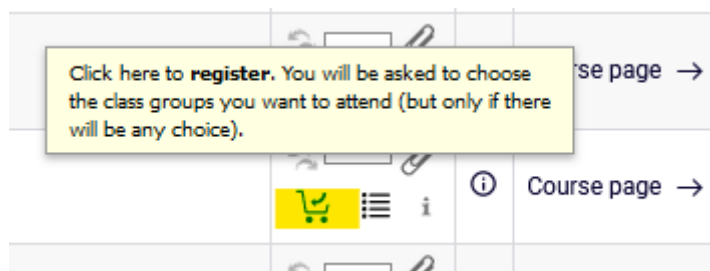 Click here to register. You will be asked to choose
the class groups you want to attend (but only if there
will be any choice).
rse page →
i
Course page →